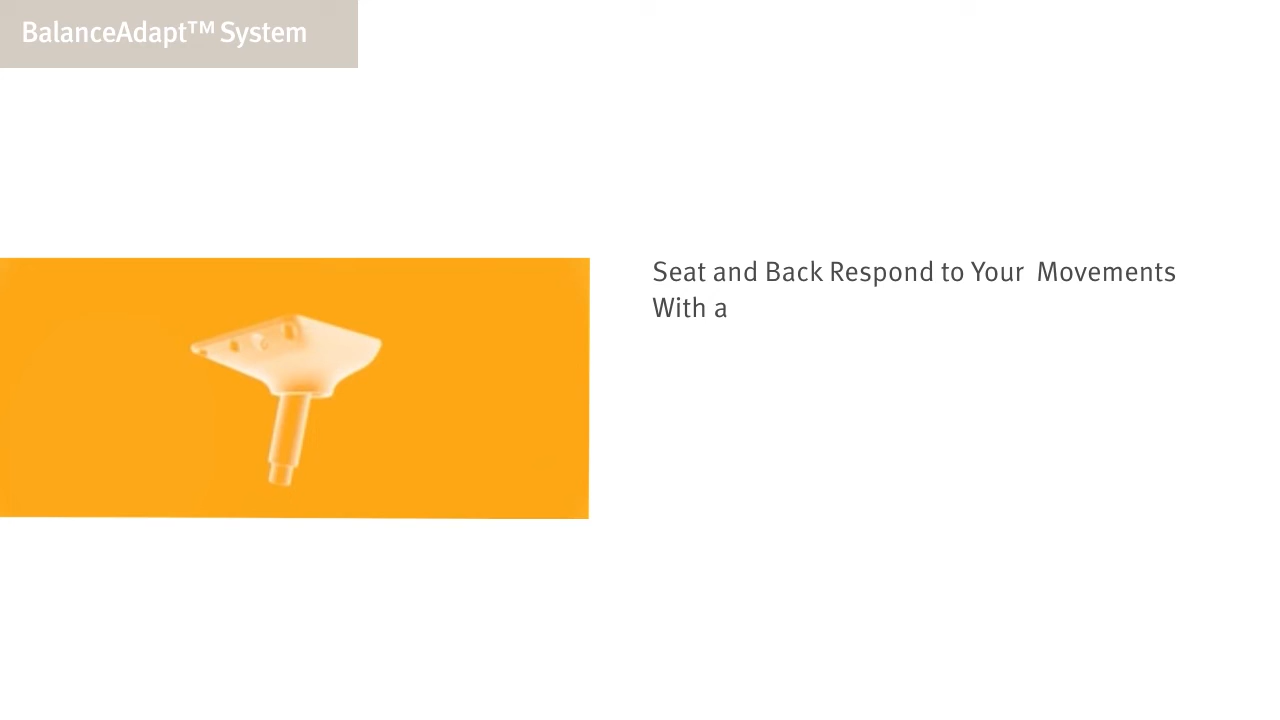 BalanceAdapt™ System
Seat and Back Respond to Your Movements
With a